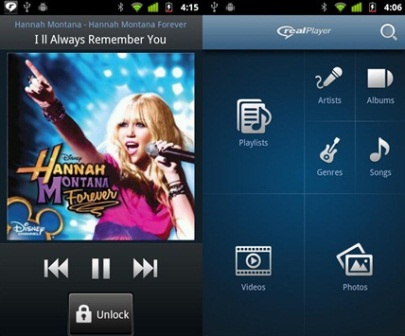 4:15
Hannah Montana - Hannah Montana Forever
I ll Always Remember You
Disney
HANNAH
MONTANA
Forever
Disney
CHANNEL
Unlock
4:06
realPlayer
Playlists
Artists
Albums
Genres
Songs
Videos
Photos